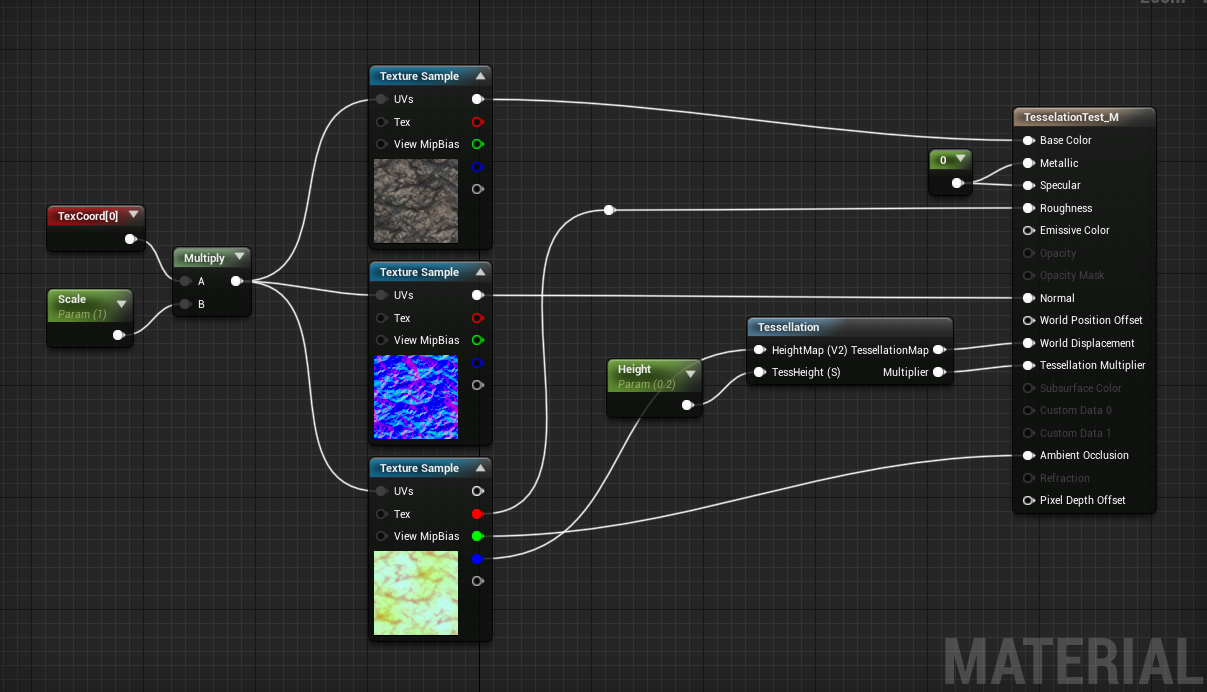 Texture Sample
UVs
Tex
View MipBias
TexCoord[0]
Multiply
A
B
Scale
Param (1)
Texture Sample
UVs
Tex
View MipBias
Texture Sample
UVs
Tex
View MipBias
Height
Param (0.2)
Tessellation
HeightMap (V2) TessellationMap
TessHeight (S) Multiplier
0
TesselationTest_M
Base Color
Metallic
Specular
Roughness
Emissive Color
Opacity
Opacity Mask
Normal
World Position Offset
World Displacement
Tessellation Multiplier
Subsurface Color
Custom Data 0
Custom Data 1
Ambient Occlusion
Refraction
Pixel Depth Offset
MATERIAL